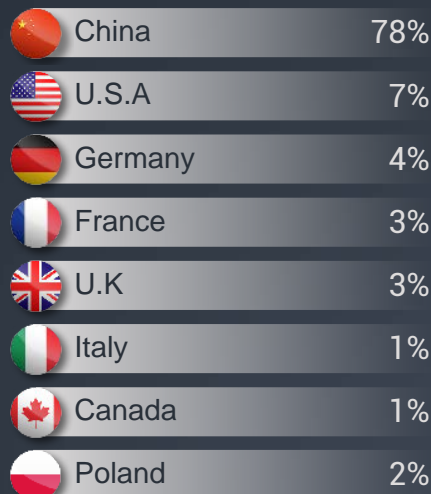 China 78%
U.S.A 7%
Germany 4%
France 3%
U.K 3%
Italy 1%
Canada 1%
Poland 2%